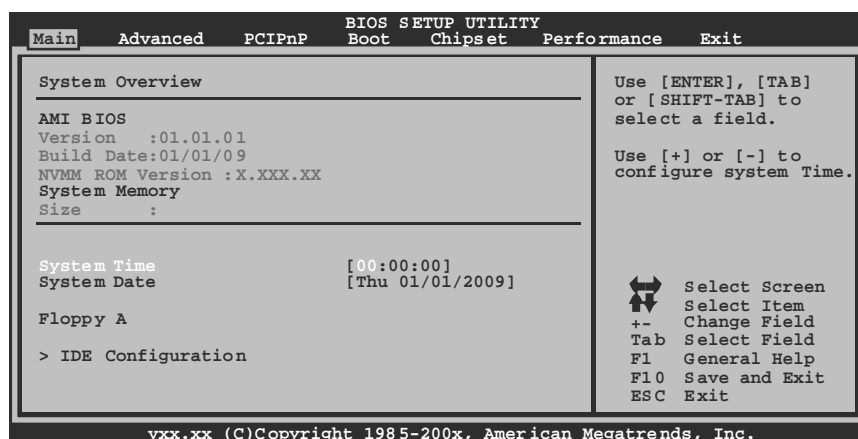 BIOS SETUP UTILITY
Main Advanced PCIPnP Boot Chipset Performance Exit
System Overview
AMI BIOS
Version :01.01.01
Build Date:01/01/09
NVMM ROM Version :X.XXX.XX
System Memory
Size :
System Time [00:00:00]
System Date [Thu 01/01/2009]
Floppy A
> IDE Configuration
Use [ENTER], [TAB]
or [SHIFT-TAB] to
select a field.
Use [+] or [-] to
configure system Time.
Select Screen
Select Item
+- Change Field
Tab Select Field
F1 General Help
F10 Save and Exit
ESC Exit
vxx.xx (C)Copyright 1985-200x, American Megatrends, Inc.